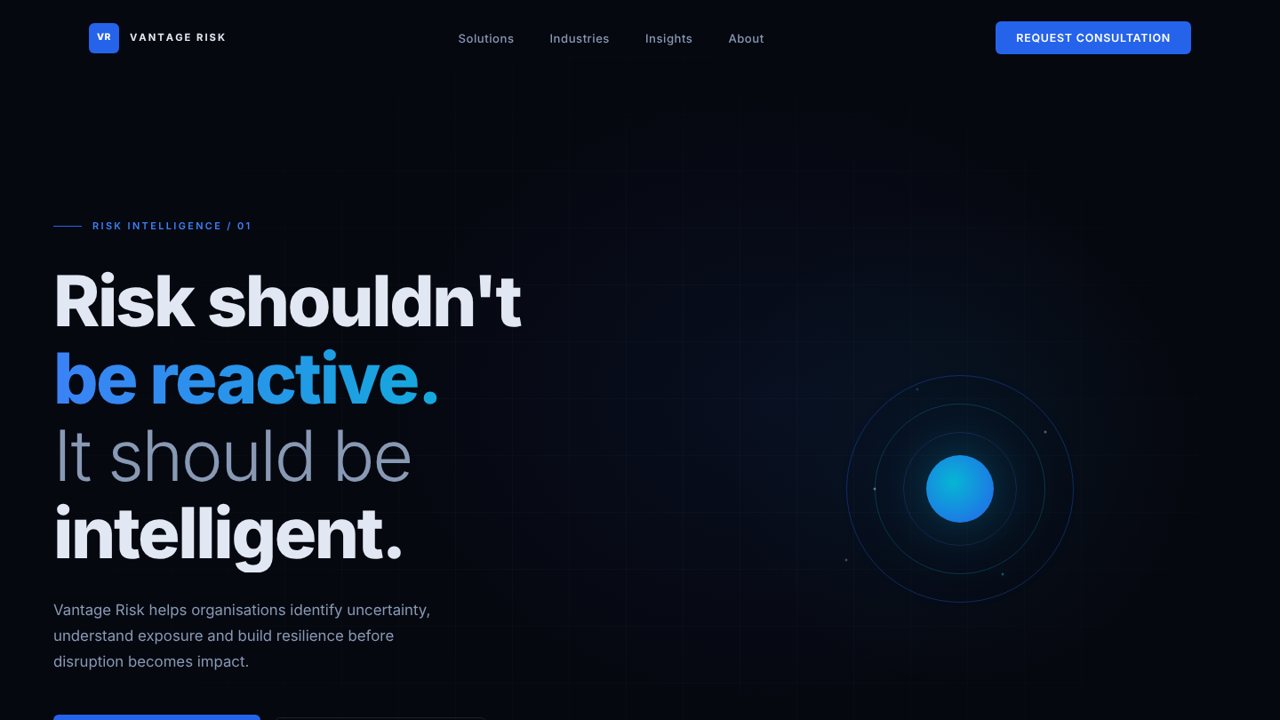 VR
VANTAGE RISK
Solutions
Industries
Insights
About
REQUEST CONSULTATION
RISK INTELLIGENCE / 01
Risk shouldn't
be reactive.
It should be
intelligent.
Vantage Risk helps organisations identify uncertainty,
understand exposure and build resilience before
disruption becomes impact.